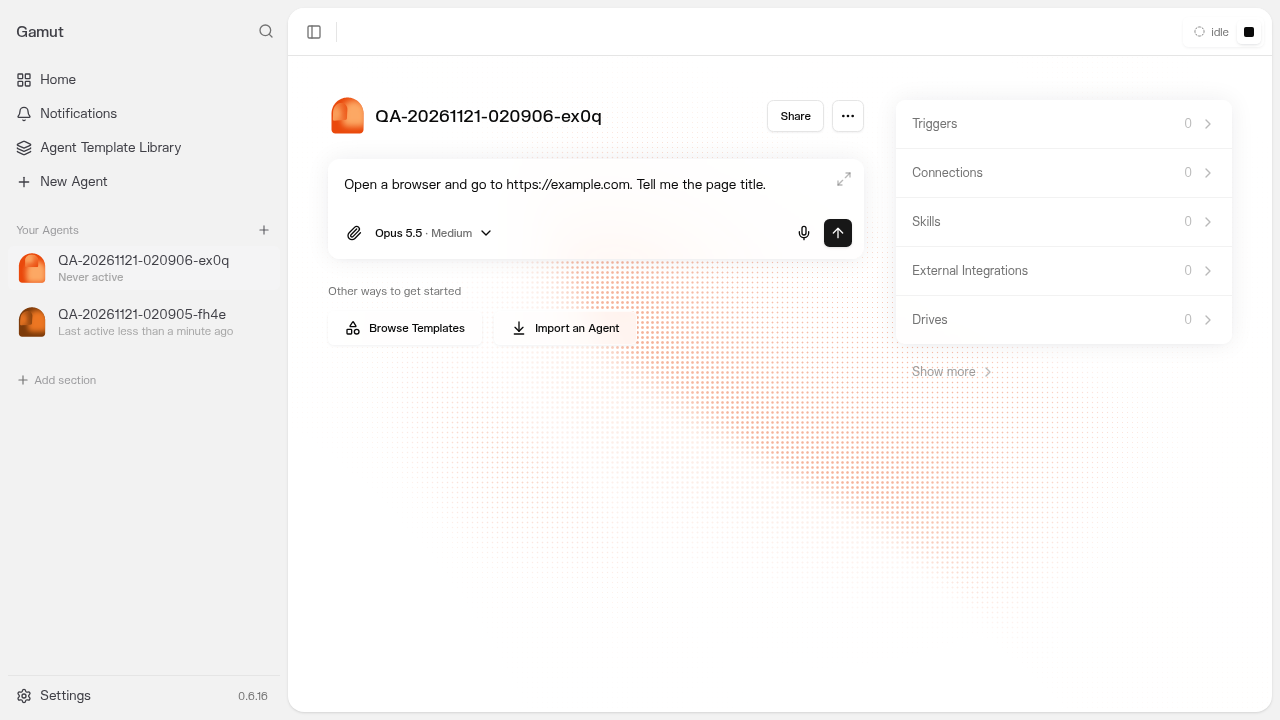 Gamut
Home
Notifications
Agent Template Library
New Agent
Your Agents
QA-20261121-020906-ex0q
Never active
QA-20261121-020905-fh4e
Last active less than a minute ago
Add section
Settings
0.6.16
idle
QA-20261121-020906-ex0q
Share
Open a browser and go to https://example.com. Tell me the page title.
Opus 5.5 · Medium
Other ways to get started
Browse Templates
Import an Agent
Triggers 0
Connections 0
Skills 0
External Integrations 0
Drives 0
Show more